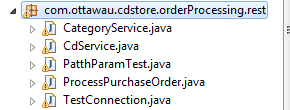 com.ottawau.cdstore.orderProcessing.rest
CategoryService.java
CdService.java
PatthParamTest.java
ProcessPurchaseOrder.java
TestConnection.java